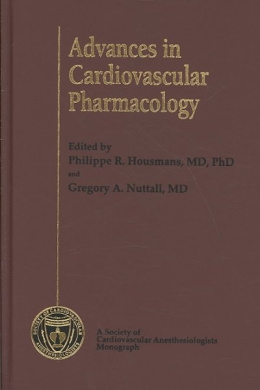 Advances in
Cardiovascular
Pharmacology
Edited by
Philippe R. Housmans, MD, PhD
and
Gregory A. Nuttall, MD
A Society of
Cardiovascular Anesthesiologists
Monograph